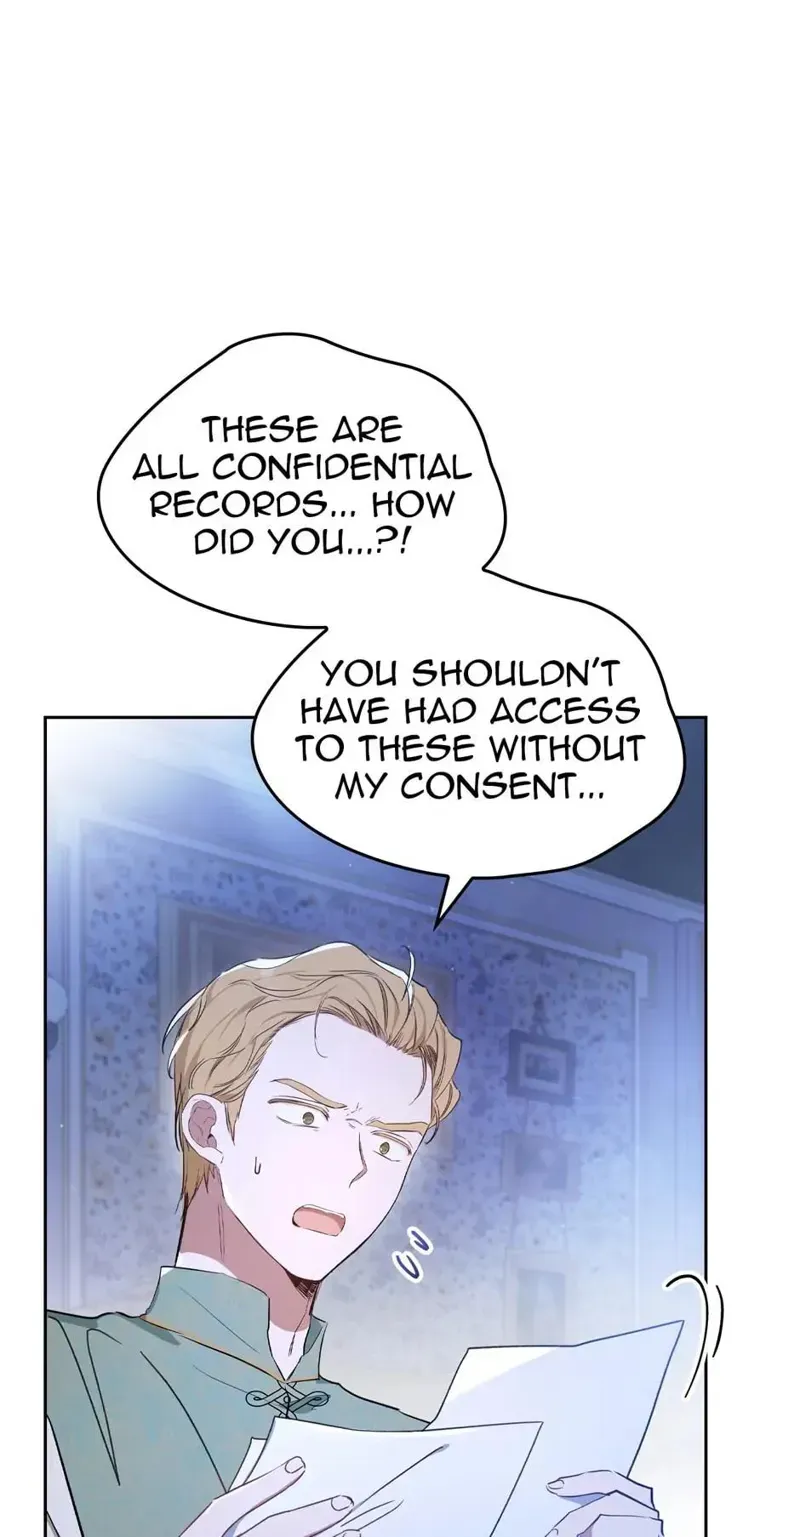 THESE ARE
ALL CONFIDENTIAL
RECORDS... HOW
DID YOU...?!
YOU SHOULDN'T
HAVE HAD ACCESS
TO THESE WITHOUT
MY CONSENT...